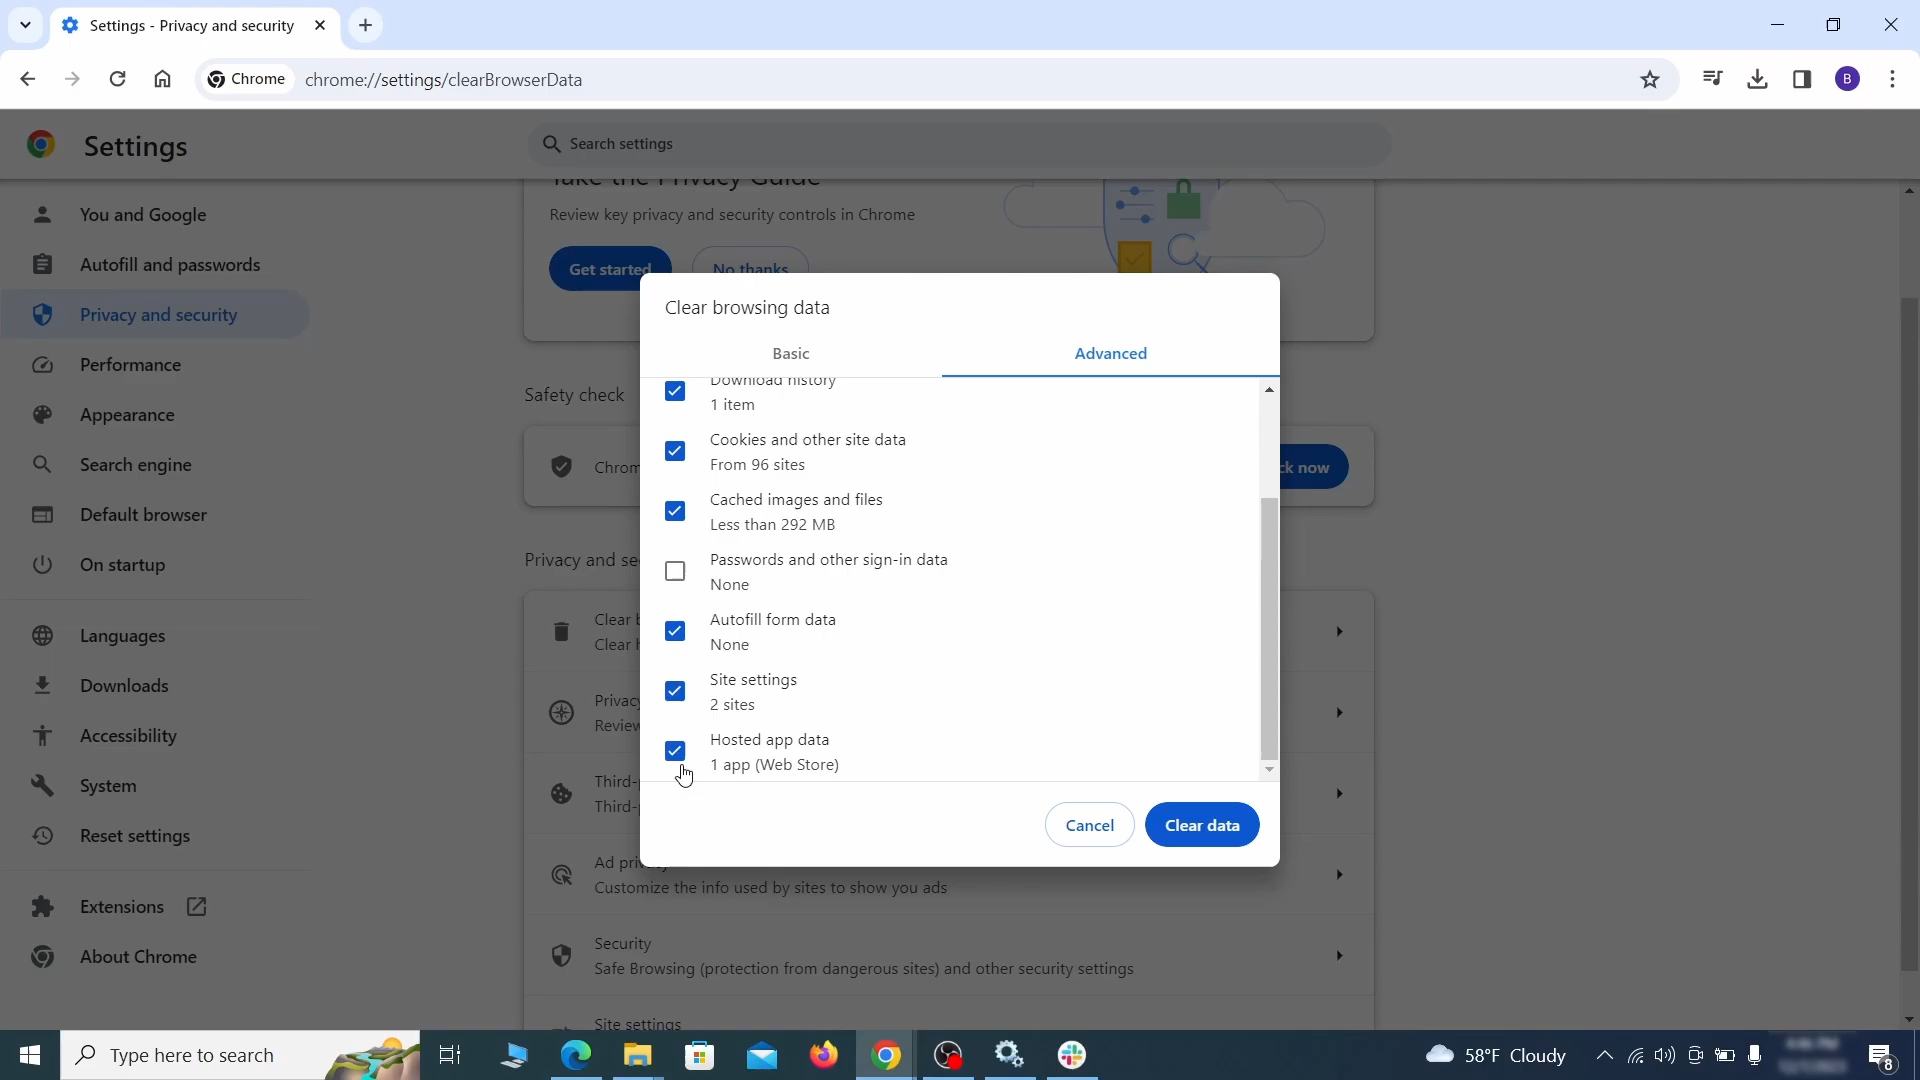 Settings - Privacy and security
Chrome
chrome://settings/clearBrowserData
B
Settings
Search settings
You and Google
Autofill and passwords
Privacy and security
Performance
Appearance
Search engine
Default browser
On startup
Languages
Downloads
Accessibility
System
Reset settings
Extensions
About Chrome
Take the Privacy Guide
Review key privacy and security controls in Chrome
Get started
No thanks
Safety check
Chrom
ck now
Privacy and se
Clear b
Clear h
Privacy
Review
Third-p
Third-p
Ad privacy
Customize the info used by sites to show you ads
Security
Safe Browsing (protection from dangerous sites) and other security settings
Site settings
Clear browsing data
Basic
Advanced
Download history
1 item
Cookies and other site data
From 96 sites
Cached images and files
Less than 292 MB
Passwords and other sign-in data
None
Autofill form data
None
Site settings
2 sites
Hosted app data
1 app (Web Store)
Cancel
Clear data
Type here to search
58°F Cloudy
8